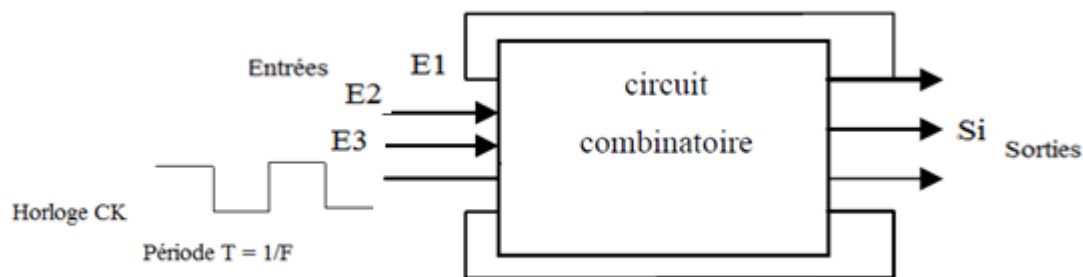 E1
Entrées
E2
E3
Horloge CK
Période T = 1/F
circuit
combinatoire
Si
Sorties